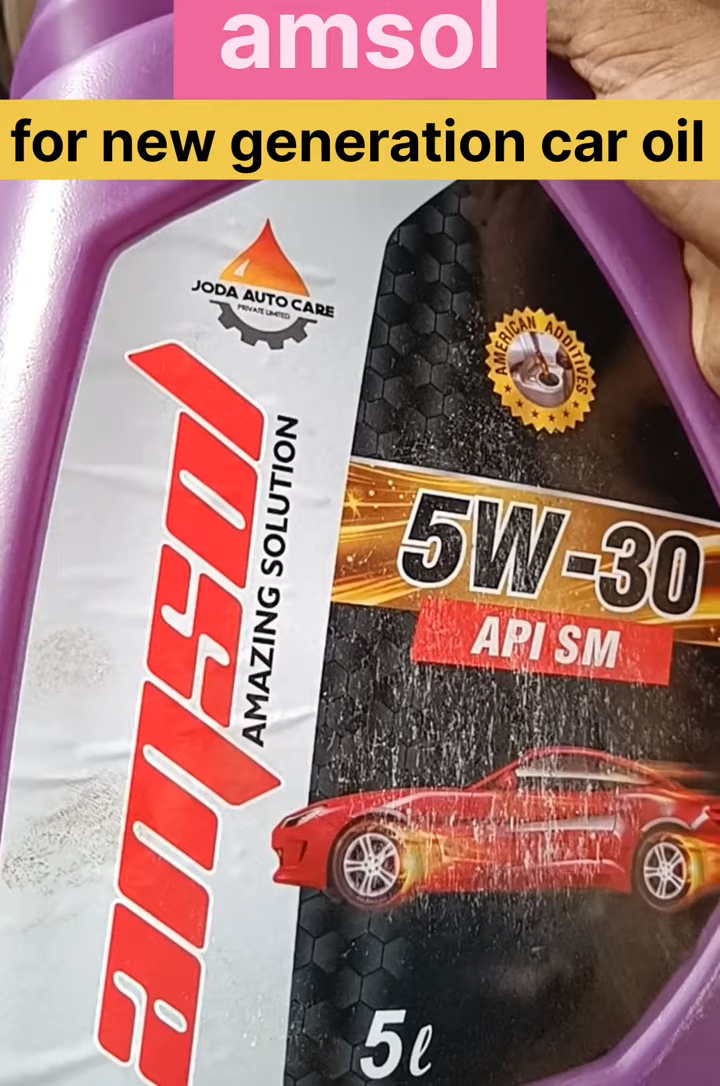 amsol
for new generation car oil
JODA AUTO CARE
PRIVATE LIMITED
AMERICAN ADDITIVES
amsol
AMAZING SOLUTION
5W-30
API SM
5ℓ